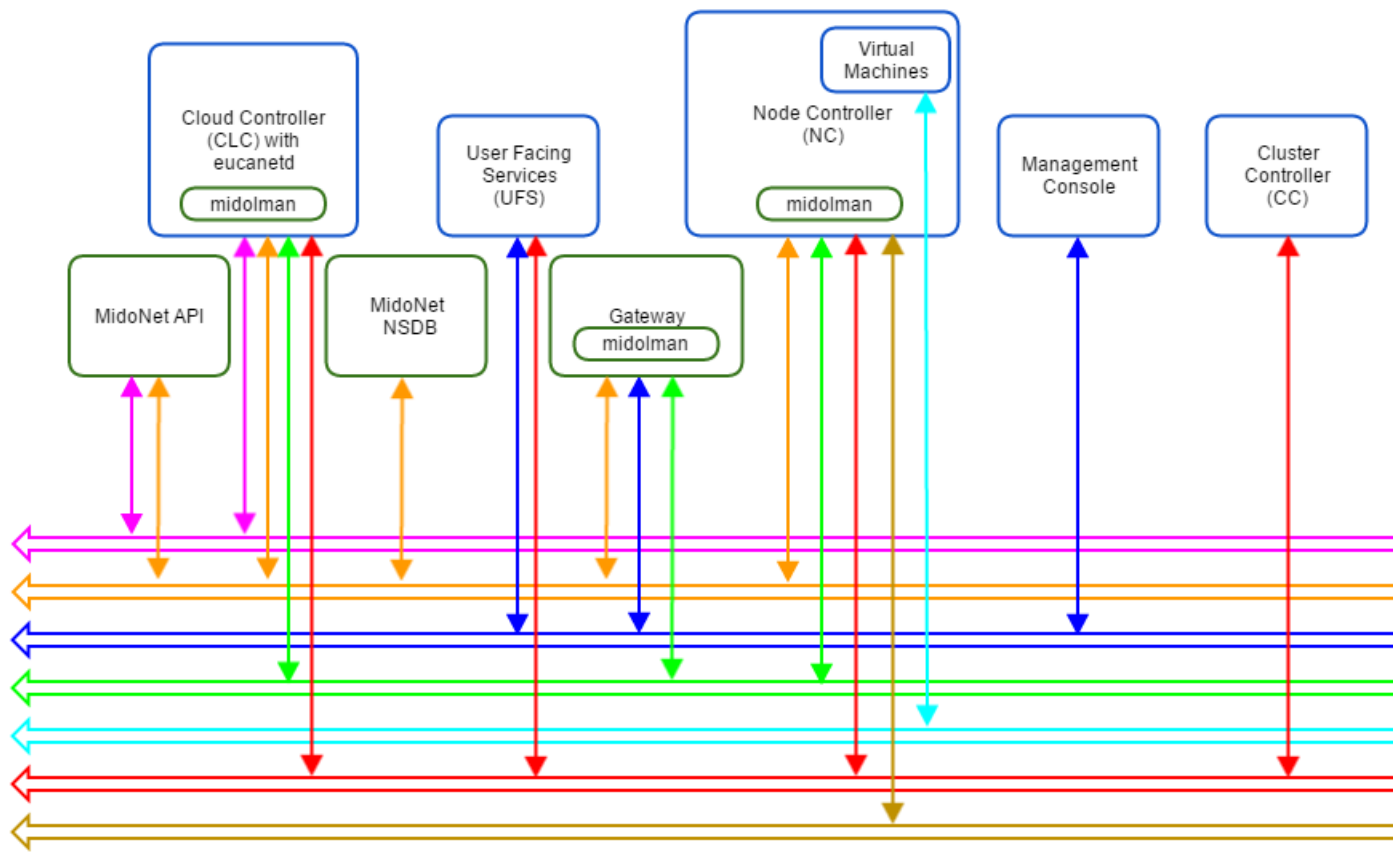 Cloud Controller
(CLC) with
eucanetd
midolman
User Facing
Services
(UFS)
Virtual
Machines
Node Controller
(NC)
midolman
Management
Console
Cluster
Controller
(CC)
MidoNet API
MidoNet
NSDB
Gateway
midolman